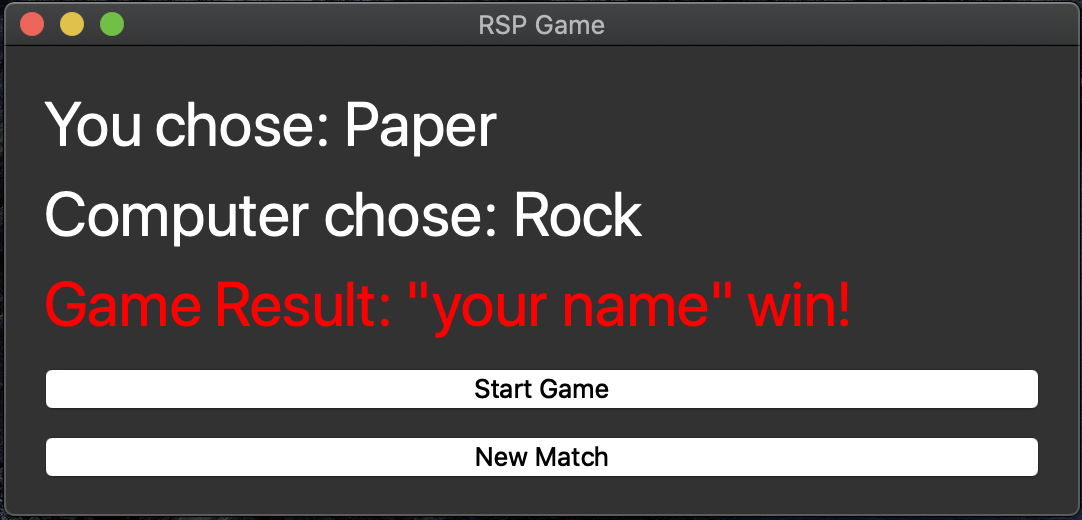 RSP Game
You chose: Paper
Computer chose: Rock
Game Result: "your name" win!
Start Game
New Match